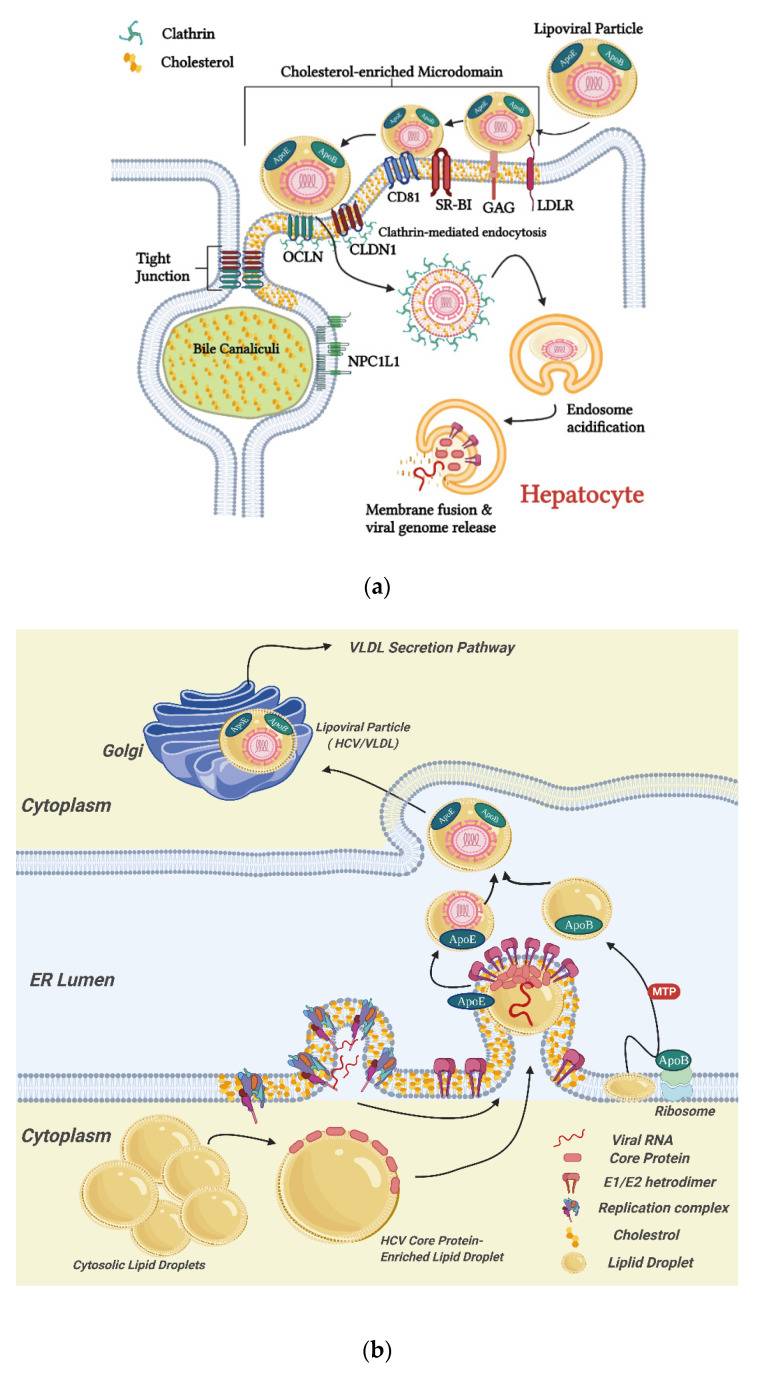 Clathrin
Cholesterol
Lipoviral Particle
ApoE
ApoB
Cholesterol-enriched Microdomain
ApoE
ApoB
ApoE
ApoB
ApoE
ApoB
CD81
SR-BI
GAG
LDLR
OCLN
CLDN1
Clathrin-mediated endocytosis
Tight
Junction
Bile Canaliculi
NPC1L1
Endosome
acidification
Membrane fusion &
viral genome release
Hepatocyte
(a)
VLDL Secretion Pathway
ApoE
ApoB
Lipoviral Particle
( HCV/VLDL)
Golgi
Cytoplasm
ApoE
ApoB
ApoE
ApoB
ER Lumen
ApoE
MTP
ApoB
Ribosome
Cytoplasm
Viral RNA
Core Protein
E1/E2 hetrodimer
Replication complex
Cholestrol
Liplid Droplet
HCV Core Protein-
Enriched Lipid Droplet
Cytosolic Lipid Droplets
(b)